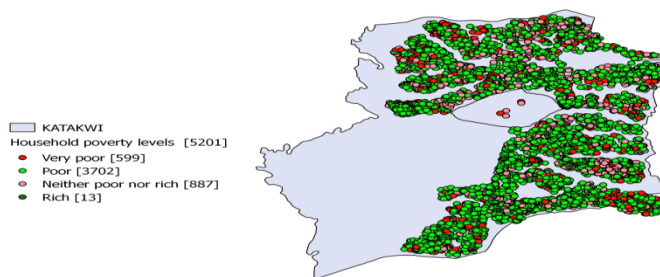 KATAKWI
Household poverty levels [5201]
Very poor [599]
Poor [3702]
Neither poor nor rich [887]
Rich [13]